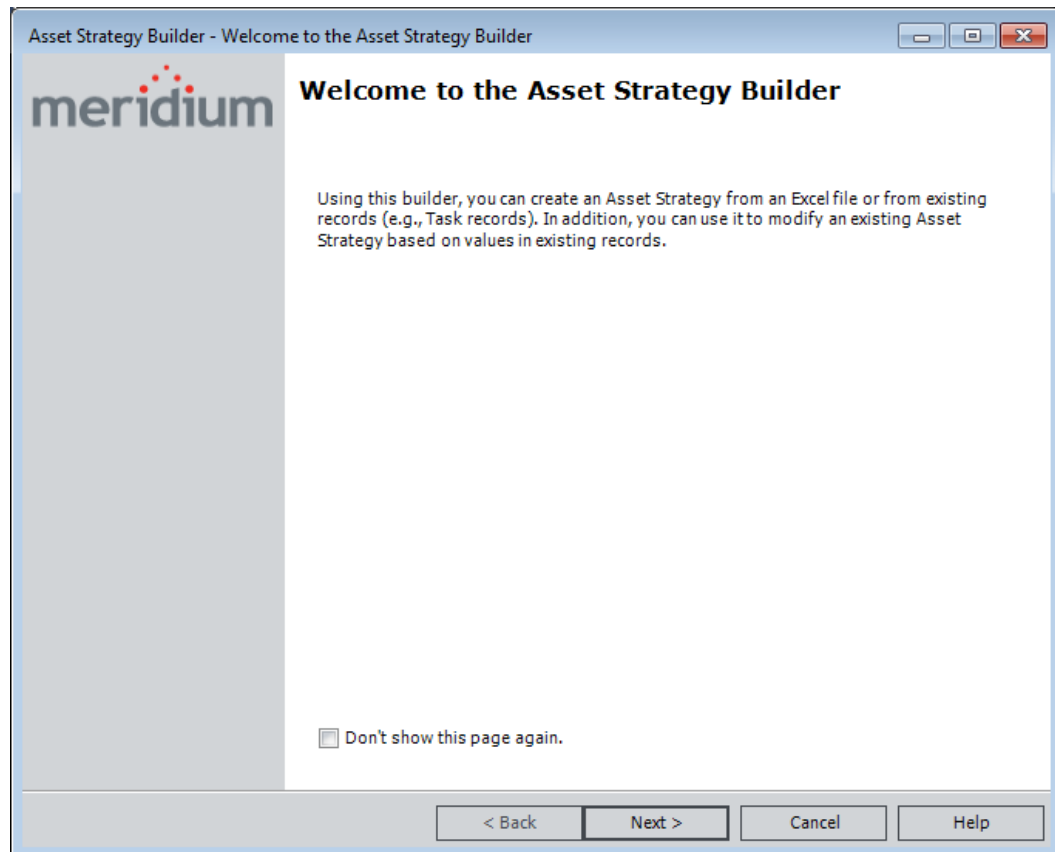 Asset Strategy Builder - Welcome to the Asset Strategy Builder
meridium
Welcome to the Asset Strategy Builder
Using this builder, you can create an Asset Strategy from an Excel file or from existing
records (e.g., Task records). In addition, you can use it to modify an existing Asset
Strategy based on values in existing records.
Don't show this page again.
< Back
Next >
Cancel
Help